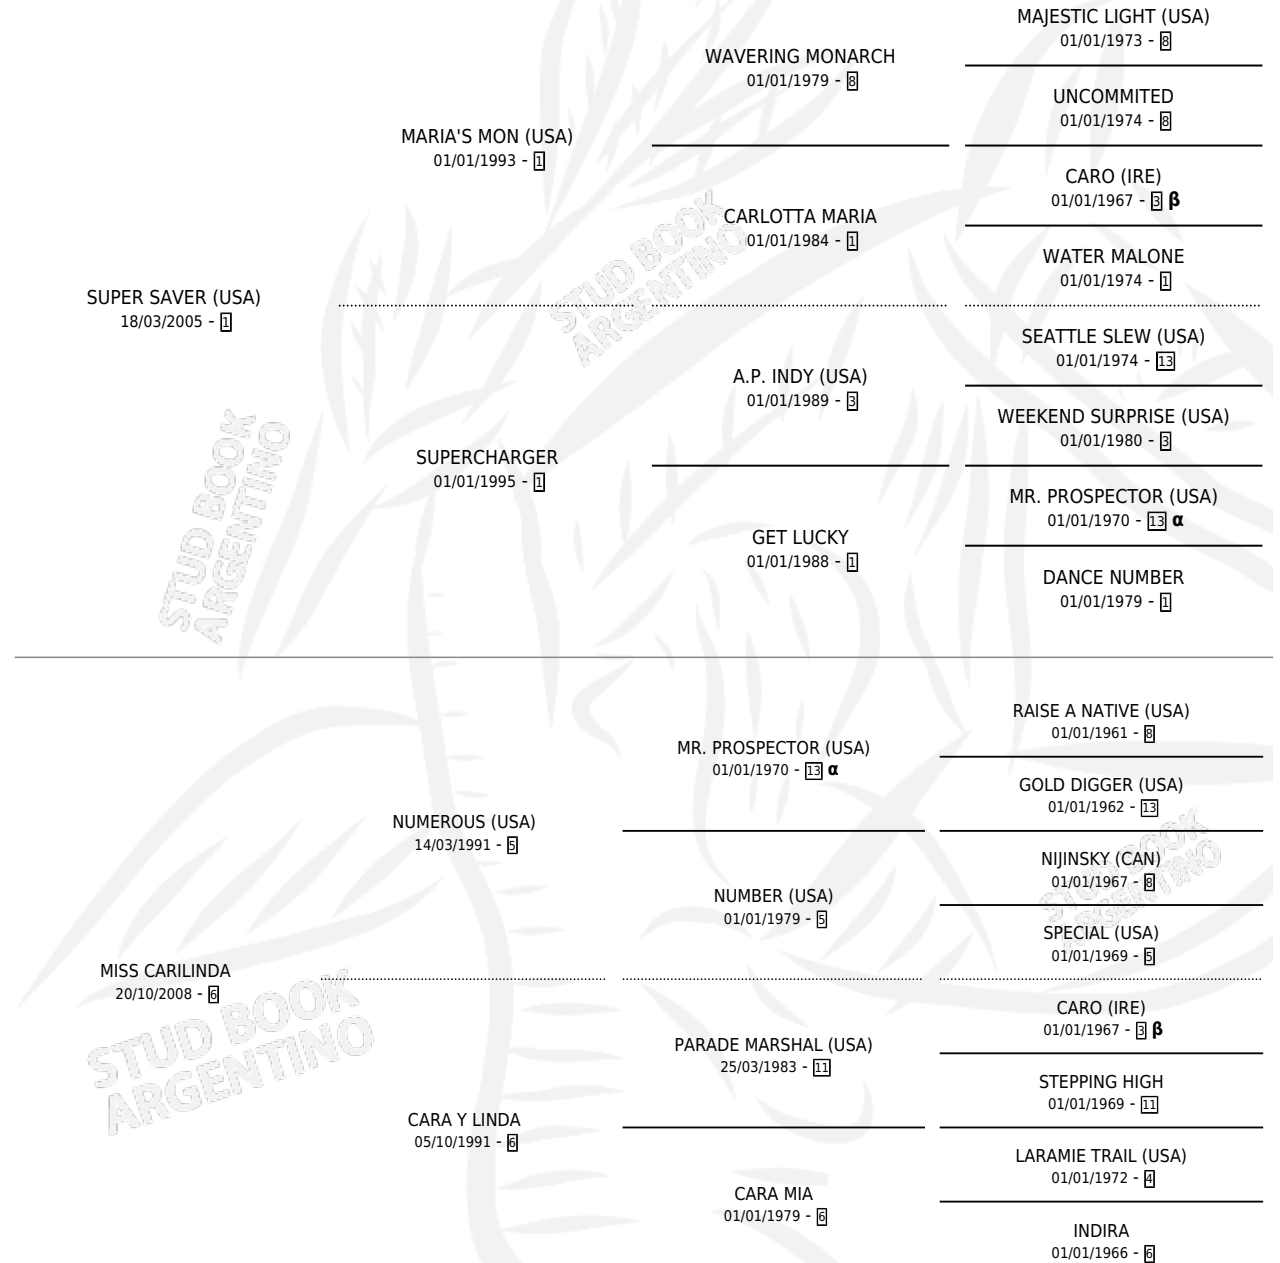 MAJESTIC LIGHT (USA)
01/01/1973 - 8
WAVERING MONARCH
01/01/1979 - 8
UNCOMMITED
01/01/1974 - 8
MARIA'S MON (USA)
01/01/1993 - 1
CARO (IRE)
01/01/1967 - 3 β
CARLOTTA MARIA
01/01/1984 - 1
WATER MALONE
01/01/1974 - 1
SUPER SAVER (USA)
18/03/2005 - 1
SEATTLE SLEW (USA)
01/01/1974 - 13
A.P. INDY (USA)
01/01/1989 - 3
WEEKEND SURPRISE (USA)
01/01/1980 - 3
SUPERCHARGER
01/01/1995 - 1
MR. PROSPECTOR (USA)
01/01/1970 - 13 α
GET LUCKY
01/01/1988 - 1
DANCE NUMBER
01/01/1979 - 1
RAISE A NATIVE (USA)
01/01/1961 - 8
MR. PROSPECTOR (USA)
01/01/1970 - 13 α
GOLD DIGGER (USA)
01/01/1962 - 13
NUMEROUS (USA)
14/03/1991 - 5
NIJINSKY (CAN)
01/01/1967 - 8
NUMBER (USA)
01/01/1979 - 5
SPECIAL (USA)
01/01/1969 - 5
MISS CARILINDA
20/10/2008 - 6
CARO (IRE)
01/01/1967 - 3 β
PARADE MARSHAL (USA)
25/03/1983 - 11
STEPPING HIGH
01/01/1969 - 11
CARA Y LINDA
05/10/1991 - 6
LARAMIE TRAIL (USA)
01/01/1972 - 4
CARA MIA
01/01/1979 - 6
INDIRA
01/01/1966 - 6
STUD BOOK
ARGENTINO
STUD BOOK
ARGENTINO
STUD BOOK
ARGENTINO
STUD BOOK
ARGENTINO